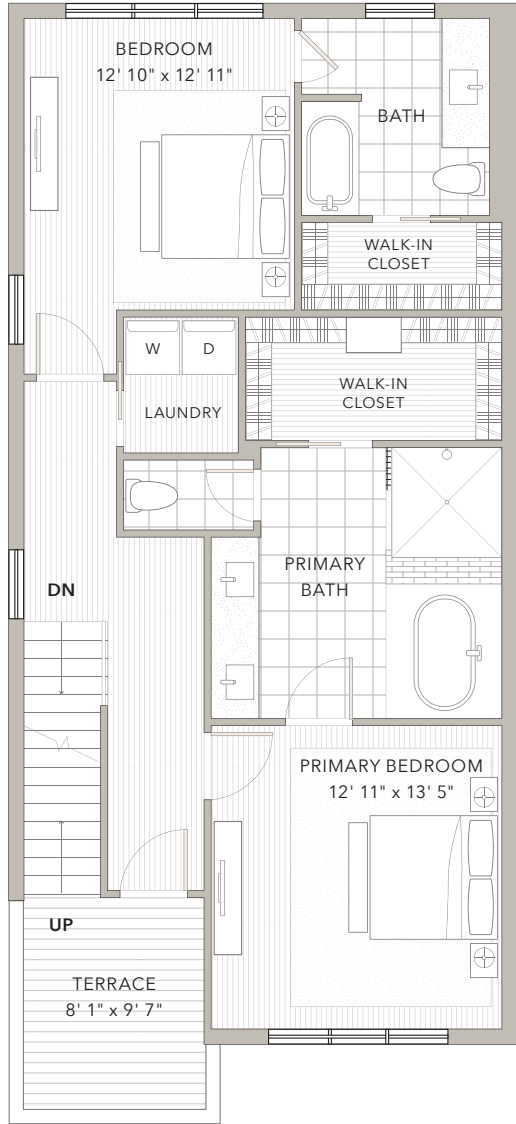 BEDROOM
12' 10" x 12' 11"
BATH
WALK-IN
CLOSET
W
D
LAUNDRY
WALK-IN
CLOSET
DN
PRIMARY
BATH
PRIMARY BEDROOM
12' 11" x 13' 5"
UP
TERRACE
8' 1" x 9' 7"